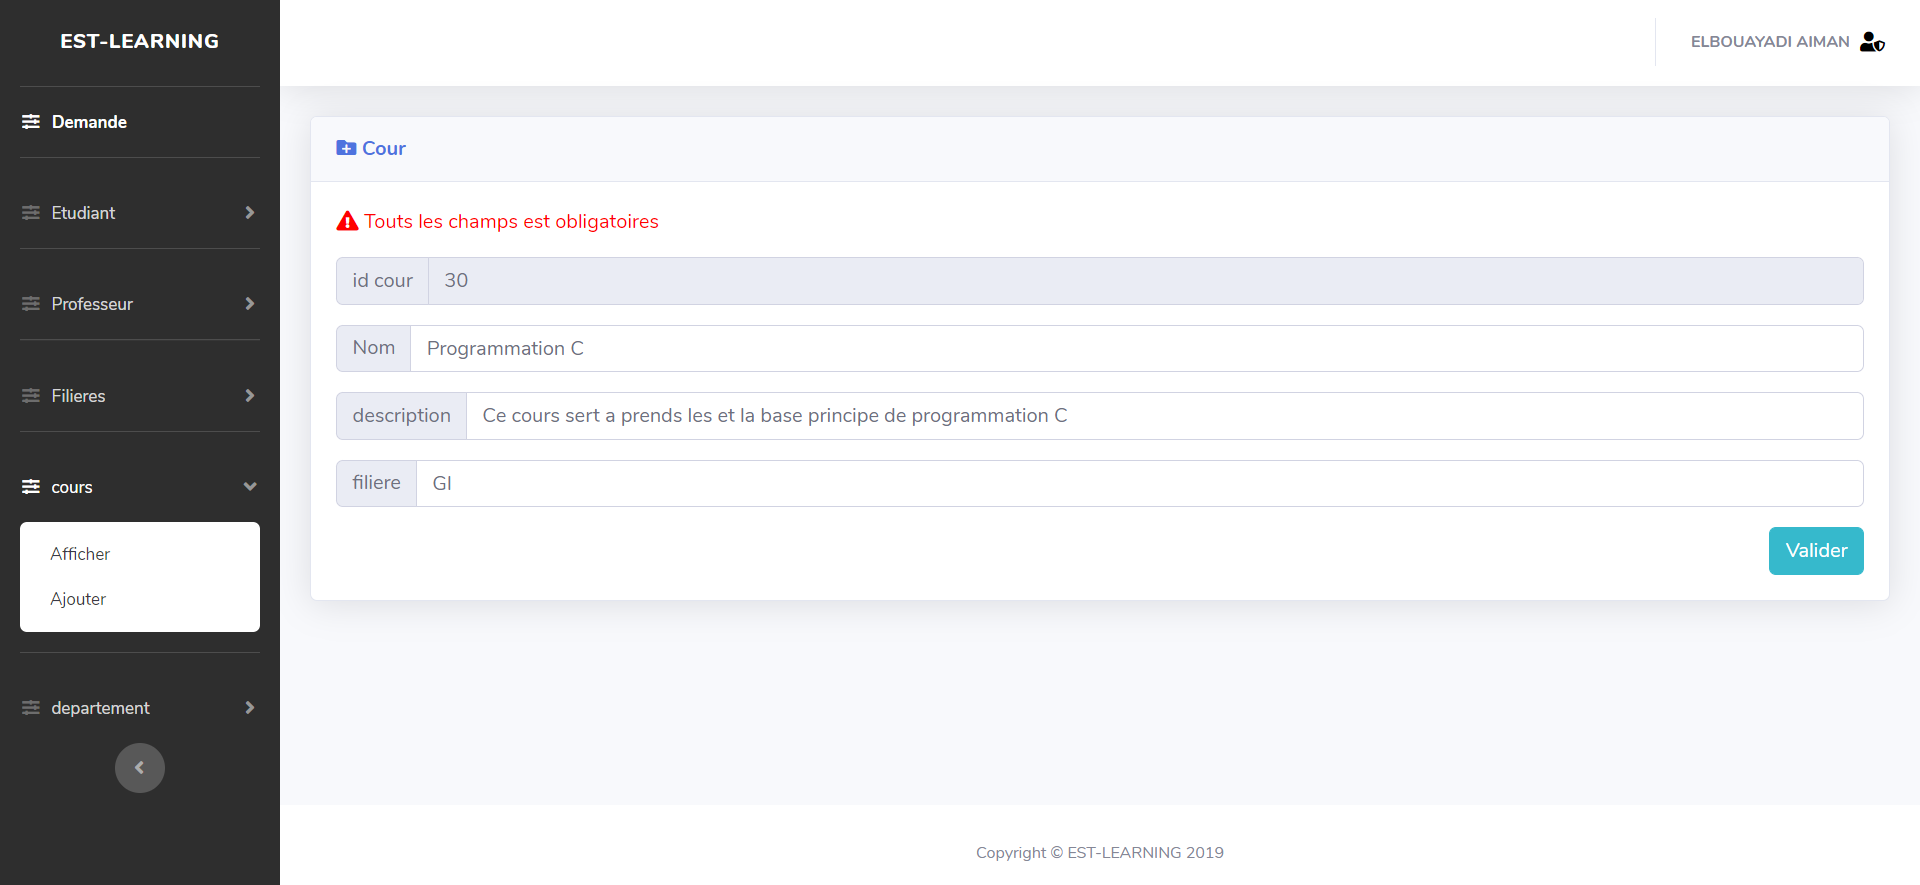 EST-LEARNING
Demande
Etudiant
Professeur
Filieres
cours
Afficher
Ajouter
departement
ELBOUAYADI AIMAN
Cour
Touts les champs est obligatoires
id cour 30
Nom Programmation C
description Ce cours sert a prends les et la base principe de programmation C
filiere GI
Valider
Copyright © EST-LEARNING 2019